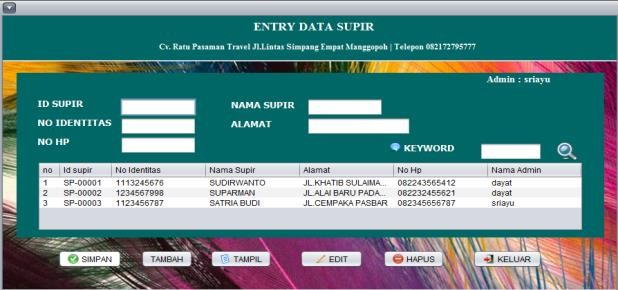 ENTRY DATA SUPIR
Cv. Ratu Pasaman Travel Jl.Lintas Simpang Empat Manggopoh | Telepon 082172795777
Admin : sriayu
ID SUPIR NAMA SUPIR
NO IDENTITAS ALAMAT
NO HP
KEYWORD
no Id supir No Identitas Nama Supir Alamat No Hp Nama Admin
1 SP-00001 1113245676 SUDIRWANTO JL.KHATIB SULAIMA... 082243565412 dayat
2 SP-00002 1234567998 SUPARMAN JL.ALAI BARU PADA... 082232455621 dayat
3 SP-00003 1123456787 SATRIA BUDI JL.CEMPAKA PASBAR 082345656787 sriayu
SIMPAN TAMBAH TAMPIL EDIT HAPUS KELUAR